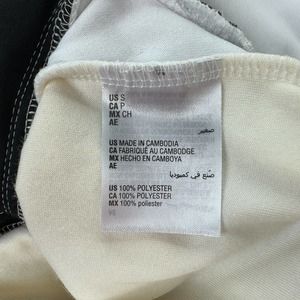 US S
CA P
MX CH
AE
صغير
US MADE IN CAMBODIA
CA FABRIQUÉ AU CAMBODGE
MX HECHO EN CAMBOYA
AE
صنع في كمبوديا
US 100% POLYESTER
CA 100% POLYESTER
MX 100% poliéster